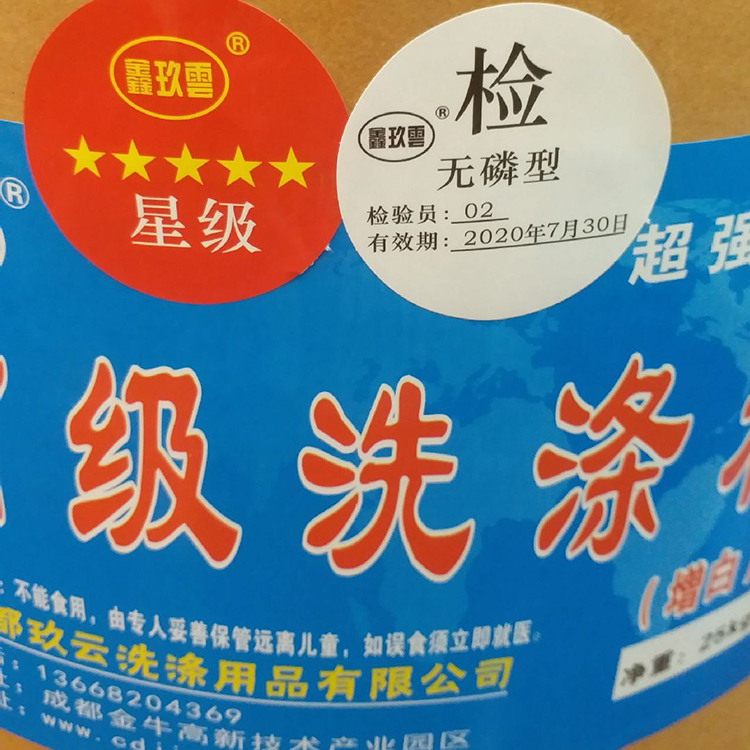 鑫玖雲®
星级
检
鑫玖雲®
无磷型
检验员：02
有效期：2020年7月30日
®
超强
级洗涤
（增白
不能食用，由专人妥善保管远离儿童，如误食须立即就医。
都玖云洗涤用品有限公司
净重：25kg
13668204369
成都金牛高新技术产业园区
www.cd